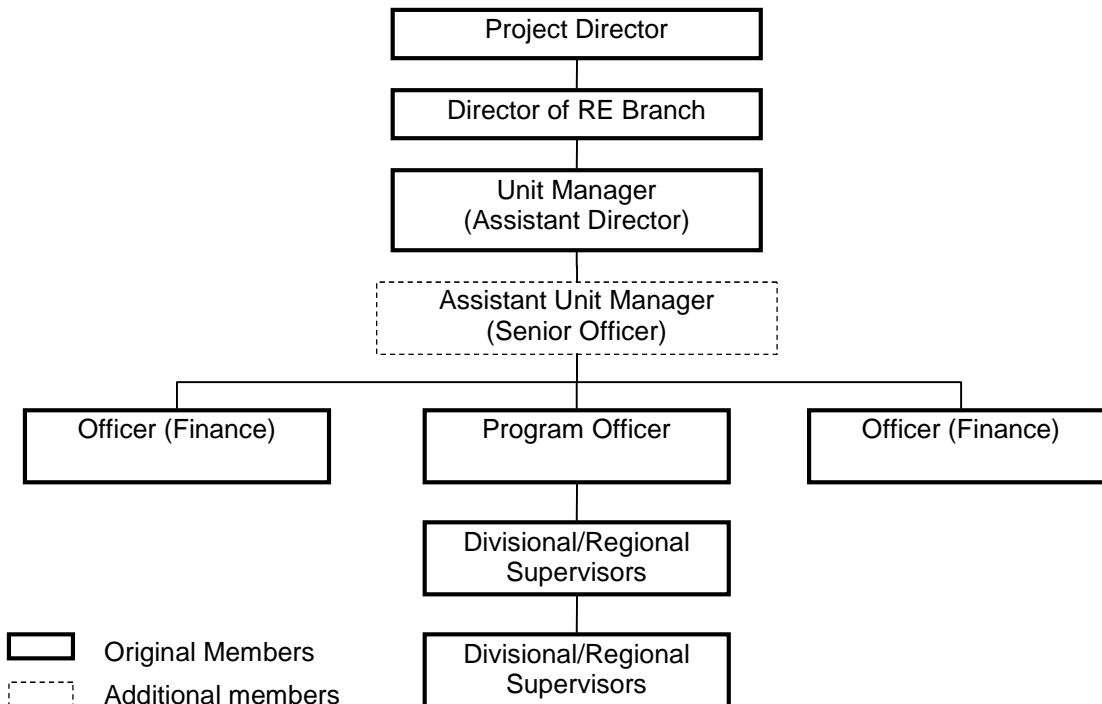 Project Director
Director of RE Branch
Unit Manager
(Assistant Director)
Assistant Unit Manager
(Senior Officer)
Officer (Finance)
Program Officer
Officer (Finance)
Divisional/Regional
Supervisors
Divisional/Regional
Supervisors
Original Members
Additional members